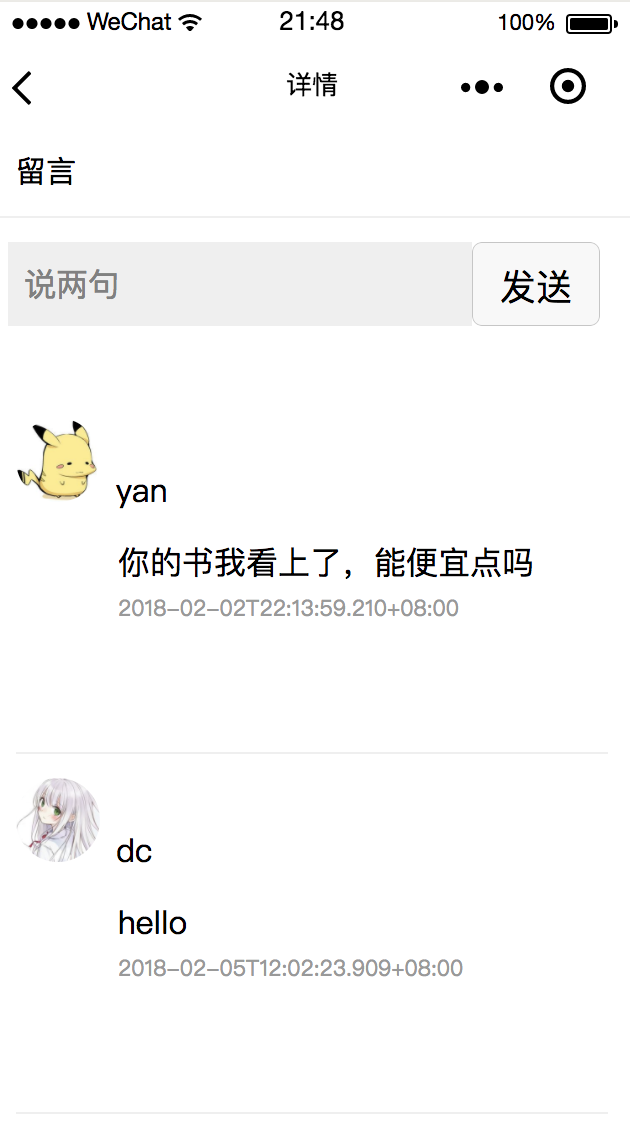 WeChat 21:48 100%
详情
留言
说两句 发送
yan
你的书我看上了，能便宜点吗
2018-02-02T22:13:59.210+08:00
dc
hello
2018-02-05T12:02:23.909+08:00